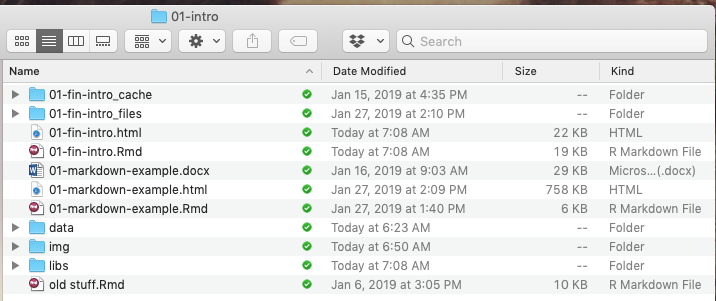 01-intro
Search
Name Date Modified Size Kind
01-fin-intro_cache Jan 15, 2019 at 4:35 PM -- Folder
01-fin-intro_files Jan 27, 2019 at 2:10 PM -- Folder
01-fin-intro.html Today at 7:08 AM 22 KB HTML
01-fin-intro.Rmd Today at 7:08 AM 19 KB R Markdown File
01-markdown-example.docx Jan 16, 2019 at 9:03 AM 29 KB Micros...(.docx)
01-markdown-example.html Jan 27, 2019 at 2:09 PM 758 KB HTML
01-markdown-example.Rmd Jan 27, 2019 at 1:40 PM 6 KB R Markdown File
data Today at 6:23 AM -- Folder
img Today at 6:50 AM -- Folder
libs Today at 7:08 AM -- Folder
old stuff.Rmd Jan 6, 2019 at 3:05 PM 10 KB R Markdown File